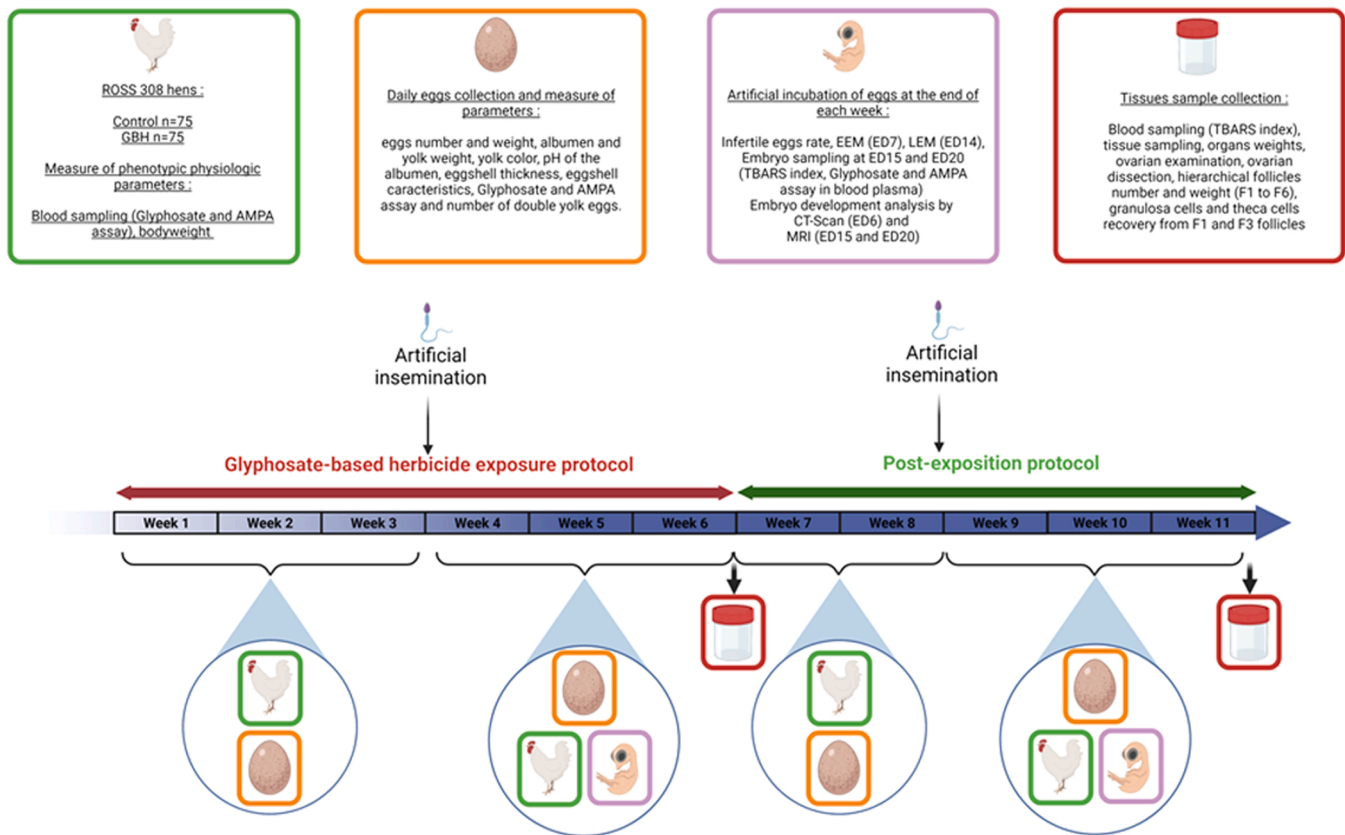 ROSS 308 hens :
Control n=75
GBH n=75
Measure of phenotypic physiologic
parameters :
Blood sampling (Glyphosate and AMPA
assay), bodyweight
Daily eggs collection and measure of
parameters :
eggs number and weight, albumen and
yolk weight, yolk color, pH of the
albumen, eggshell thickness, eggshell
caracteristics, Glyphosate and AMPA
assay and number of double yolk eggs.
Artificial incubation of eggs at the end of
each week :
Infertile eggs rate, EEM (ED7), LEM (ED14),
Embryo sampling at ED15 and ED20
(TBARS index, Glyphosate and AMPA
assay in blood plasma)
Embryo development analysis by
CT-Scan (ED6) and
MRI (ED15 and ED20)
Tissues sample collection :
Blood sampling (TBARS index),
tissue sampling, organs weights,
ovarian examination, ovarian
dissection, hierarchical follicles
number and weight (F1 to F6),
granulosa cells and theca cells
recovery from F1 and F3 follicles
Artificial
insemination
Artificial
insemination
Glyphosate-based herbicide exposure protocol
Post-exposition protocol
Week 1
Week 2
Week 3
Week 4
Week 5
Week 6
Week 7
Week 8
Week 9
Week 10
Week 11